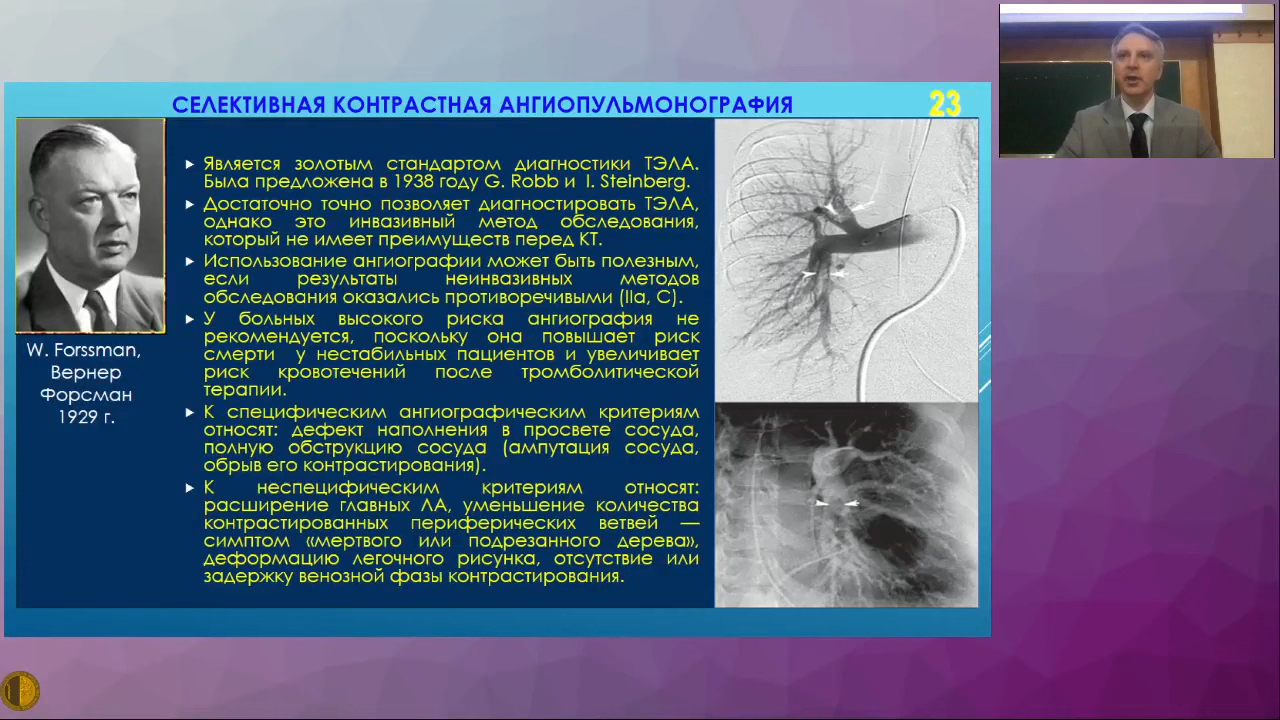 СЕЛЕКТИВНАЯ КОНТРАСТНАЯ АНГИОПУЛЬМОНОГРАФИЯ
23
Является золотым стандартом диагностики ТЭЛА.
Была предложена в 1938 году G. Robb и I. Steinberg.
Достаточно точно позволяет диагностировать ТЭЛА,
однако это инвазивный метод обследования,
который не имеет преимуществ перед КТ.
Использование ангиографии может быть полезным,
если результаты неинвазивных методов
обследования оказались противоречивыми (IIa, C).
У больных высокого риска ангиография не
рекомендуется, поскольку она повышает риск
смерти у нестабильных пациентов и увеличивает
риск кровотечений после тромболитической
терапии.
К специфическим ангиографическим критериям
относят: дефект наполнения в просвете сосуда,
полную обструкцию сосуда (ампутация сосуда,
обрыв его контрастирования).
К неспецифическим критериям относят:
расширение главных ЛА, уменьшение количества
контрастированных периферических ветвей —
симптом «мертвого или подрезанного дерева»,
деформацию легочного рисунка, отсутствие или
задержку венозной фазы контрастирования.
W. Forssman,
Вернер
Форсман
1929 г.